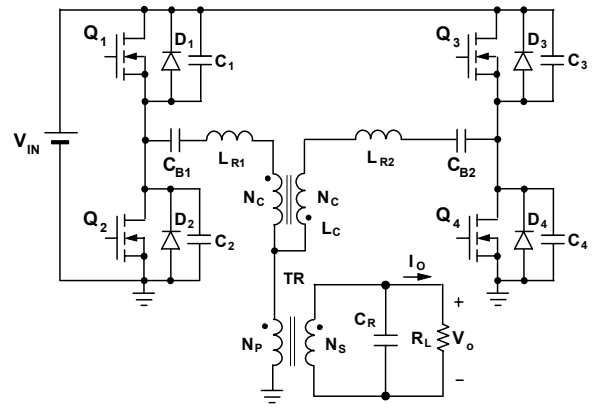 Q1
D1
C1
Q3
D3
C3
VIN
CB1
LR1
LR2
CB2
NC
NC
LC
Q2
D2
C2
Q4
D4
C4
TR
IO
NP
NS
CR
RL
+
Vo
−